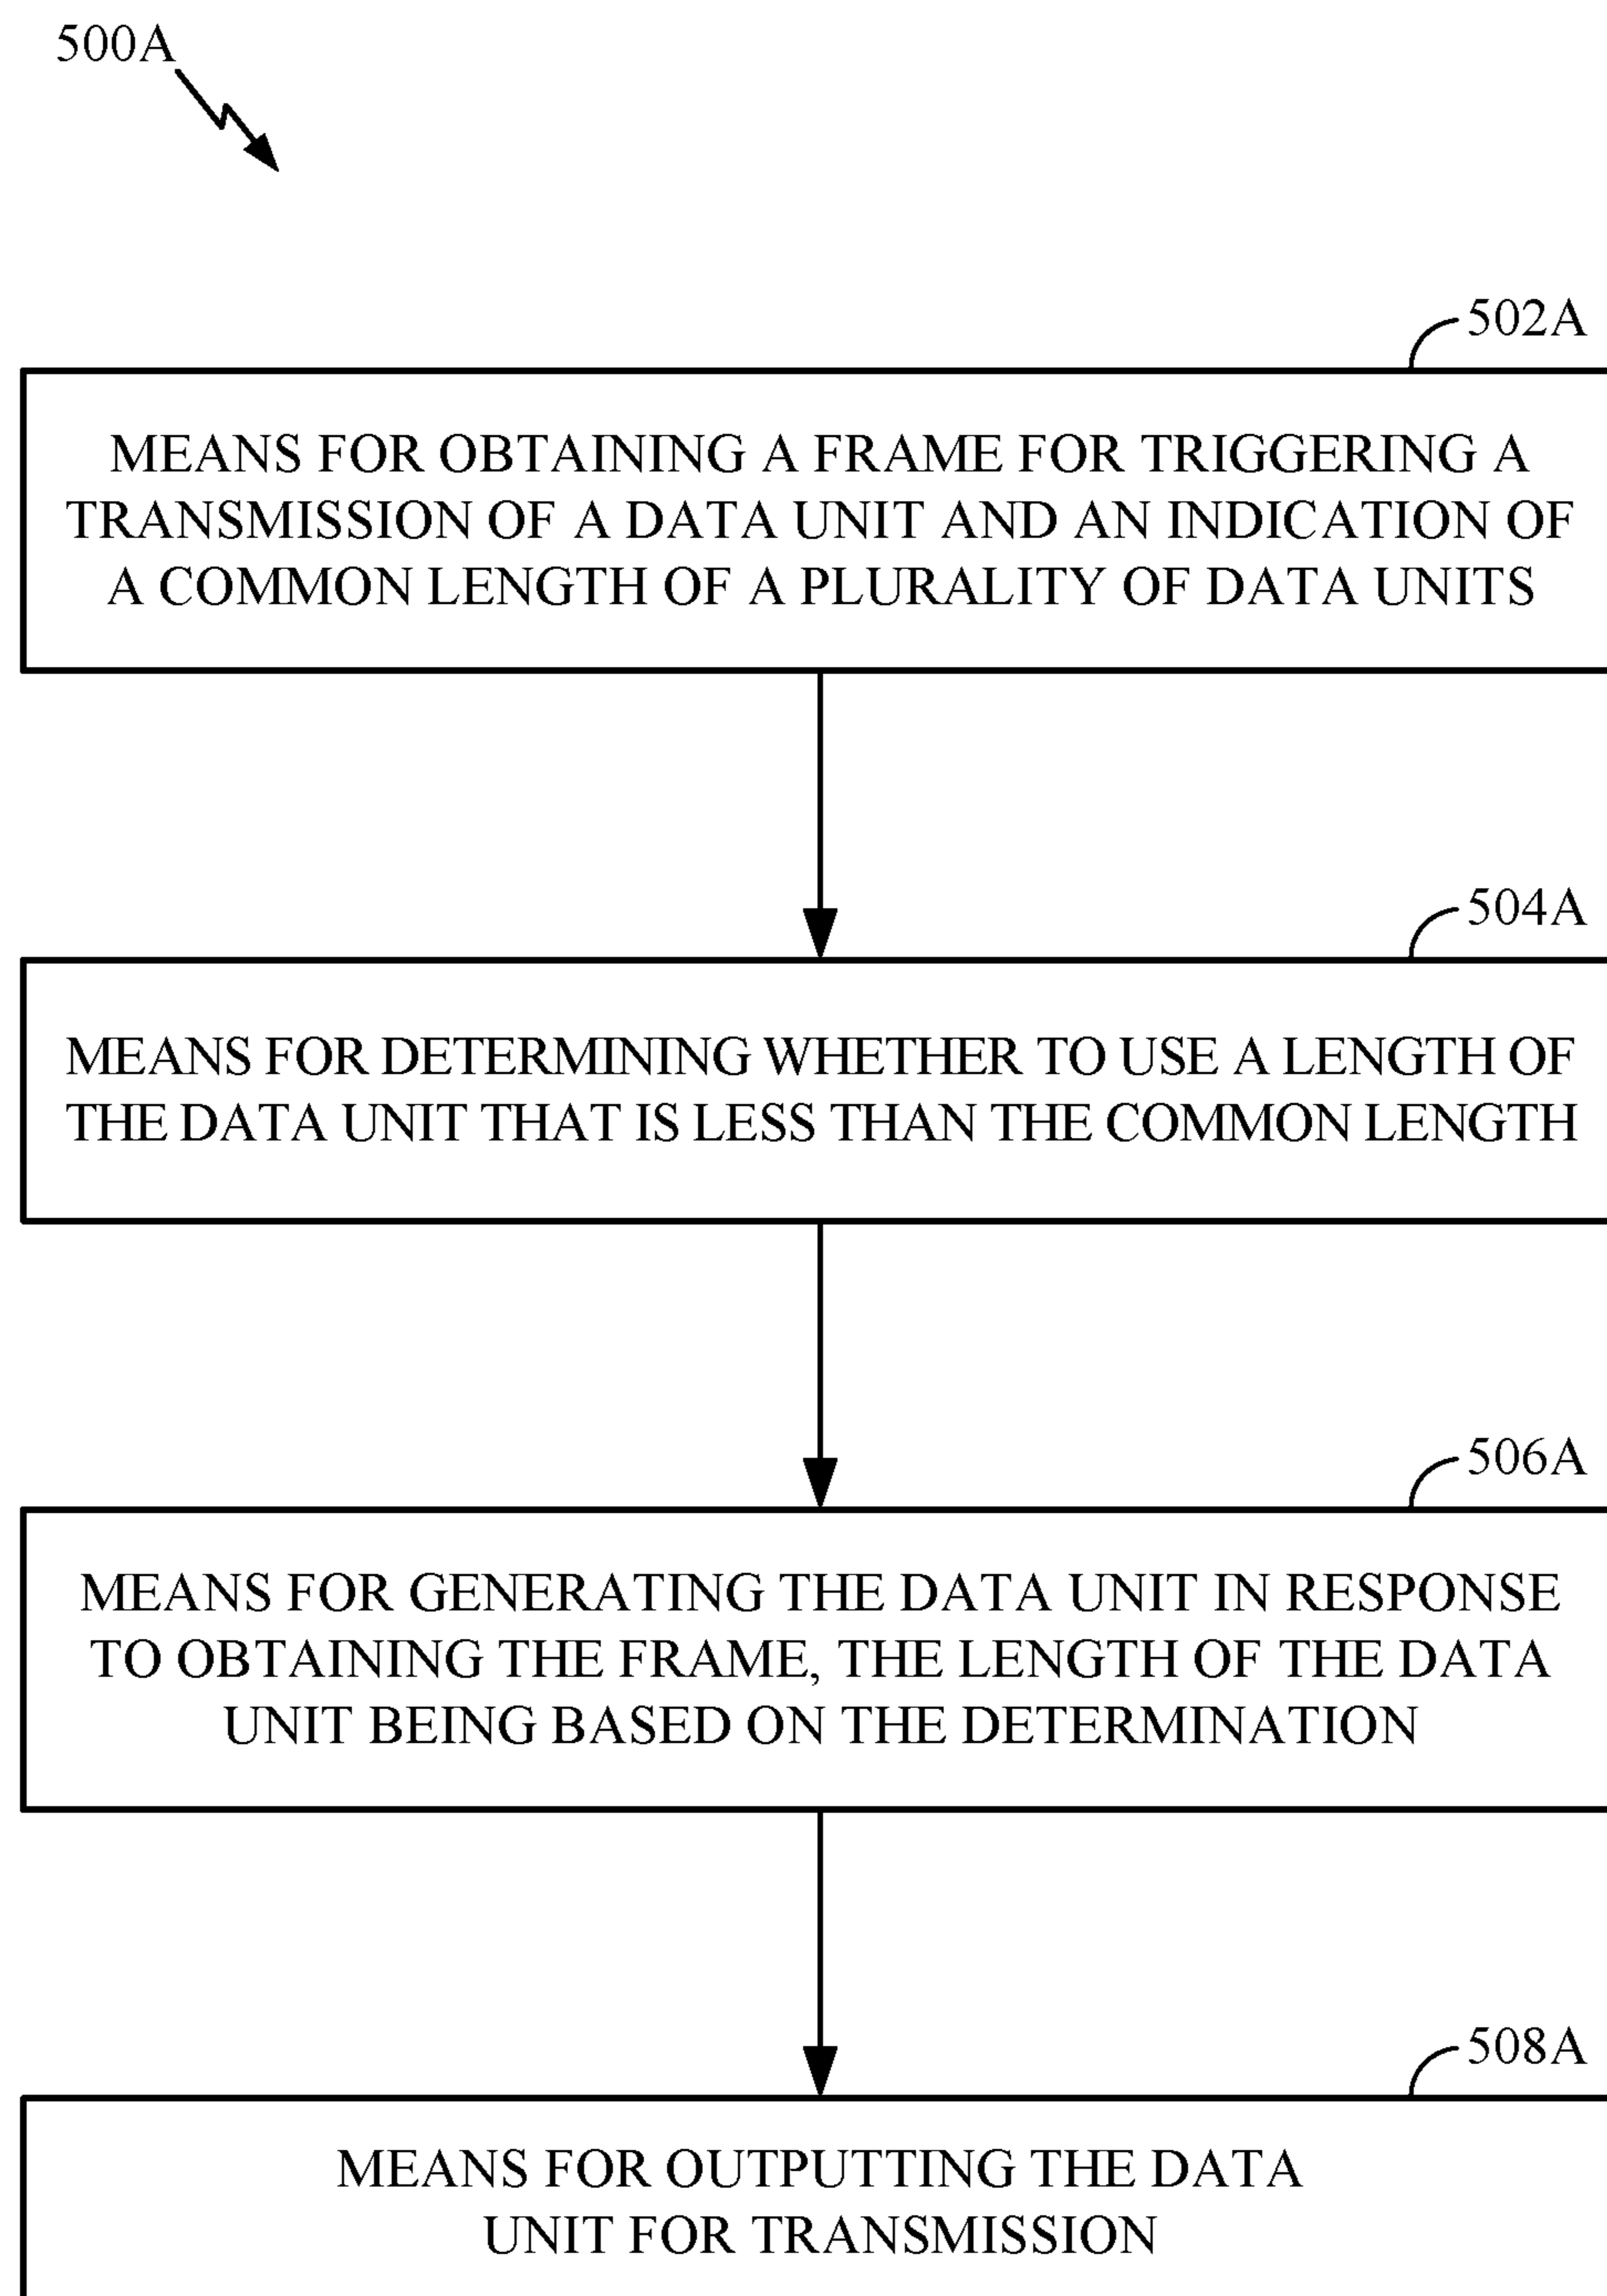 500A
502A
MEANS FOR OBTAINING A FRAME FOR TRIGGERING A
TRANSMISSION OF A DATA UNIT AND AN INDICATION OF
A COMMON LENGTH OF A PLURALITY OF DATA UNITS
504A
MEANS FOR DETERMINING WHETHER TO USE A LENGTH OF
THE DATA UNIT THAT IS LESS THAN THE COMMON LENGTH
506A
MEANS FOR GENERATING THE DATA UNIT IN RESPONSE
TO OBTAINING THE FRAME, THE LENGTH OF THE DATA
UNIT BEING BASED ON THE DETERMINATION
508A
MEANS FOR OUTPUTTING THE DATA
UNIT FOR TRANSMISSION